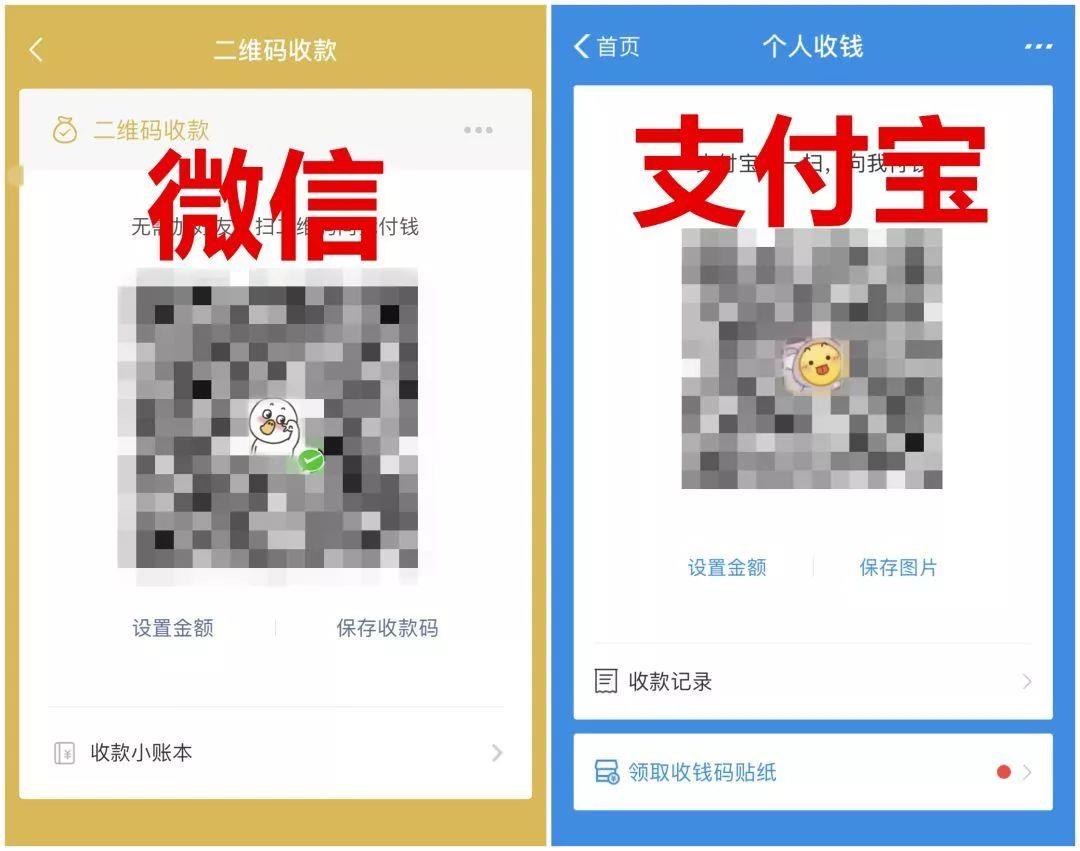 二维码收款
二维码收款
微信
设置金额
保存收款码
收款小账本
首页
个人收钱
支付宝
设置金额
保存图片
收款记录
领取收钱码贴纸